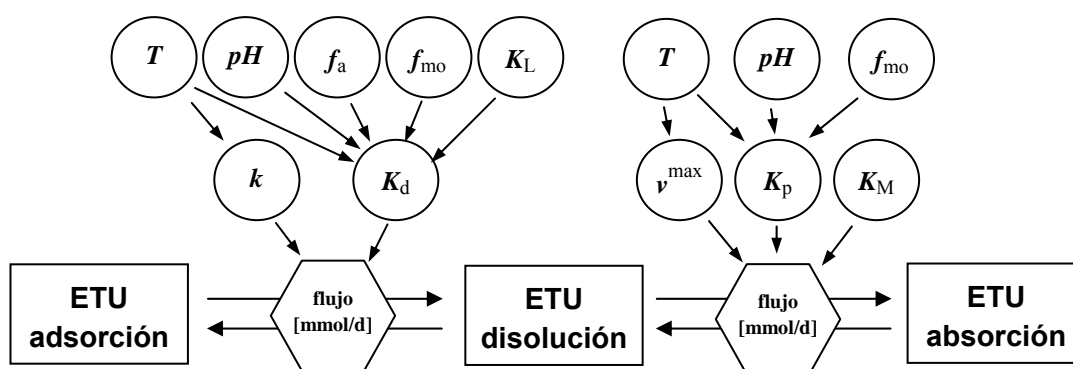 T pH fa fmo KL T pH fmo
k Kd vmax Kp KM
ETU adsorción flujo [mmol/d] ETU disolución flujo [mmol/d] ETU absorción